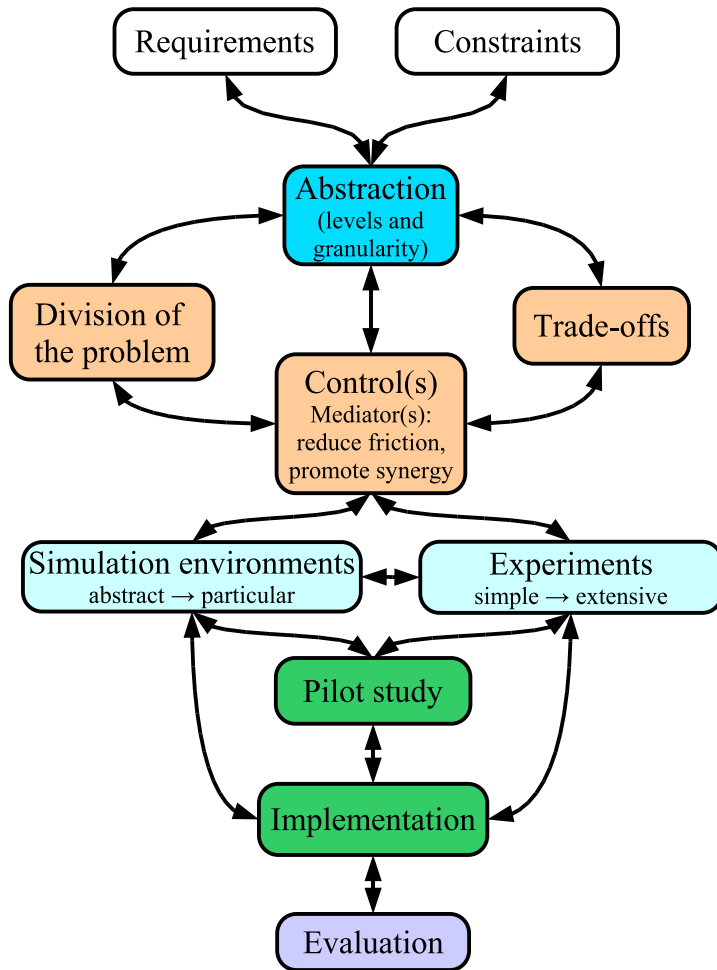 Requirements
Constraints
Abstraction
(levels and
granularity)
Division of
the problem
Trade-offs
Control(s)
Mediator(s):
reduce friction,
promote synergy
Simulation environments
abstract → particular
Experiments
simple → extensive
Pilot study
Implementation
Evaluation